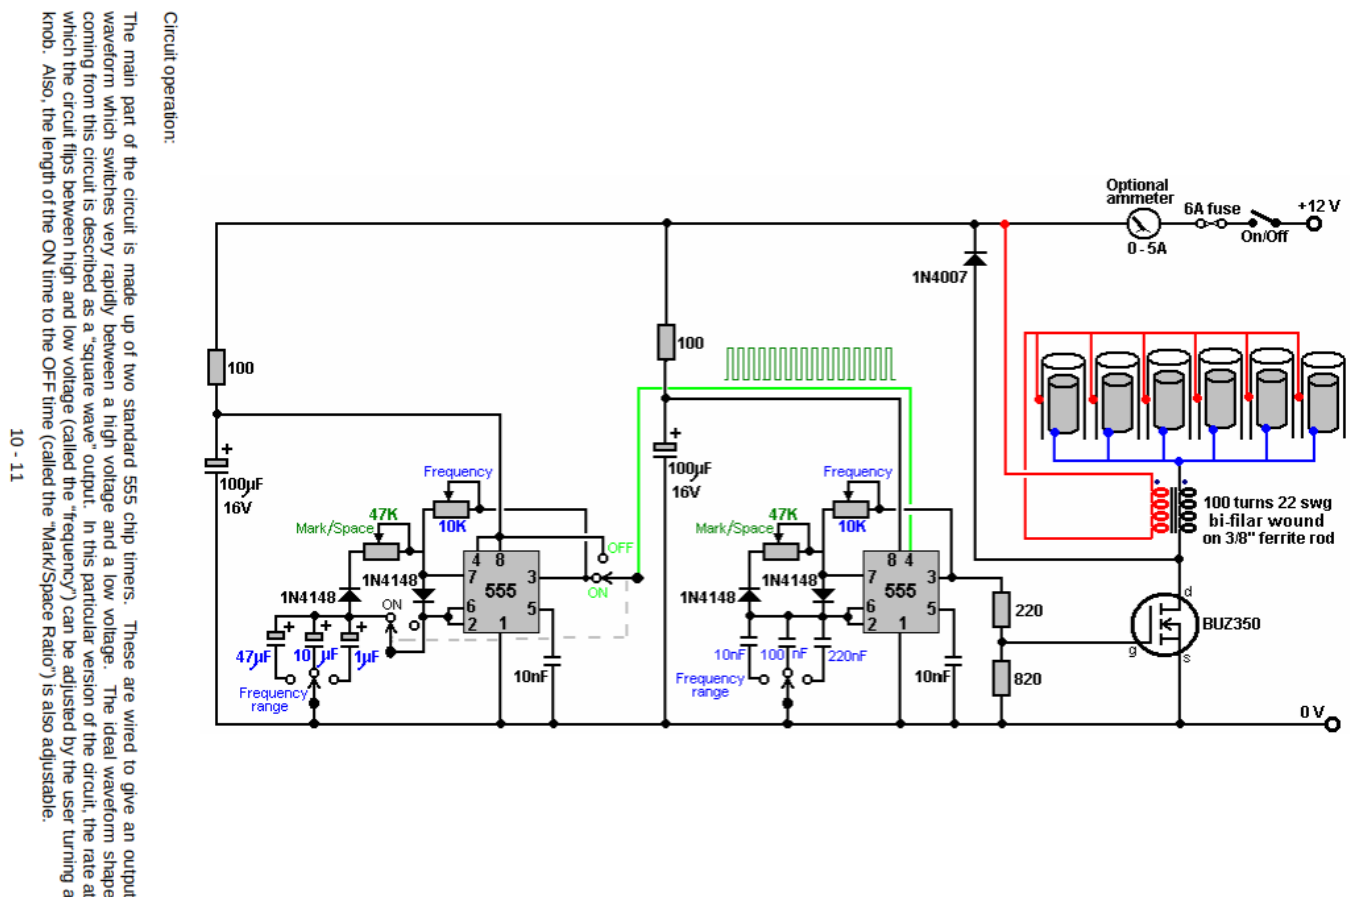 Circuit operation:
The main part of the circuit is made up of two standard 555 chip timers. These are wired to give an output
waveform which switches very rapidly between a high voltage and a low voltage. The ideal waveform shape
coming from this circuit is described as a “square wave” output. In this particular version of the circuit, the rate at
which the circuit flips between high and low voltage (called the “frequency”) can be adjusted by the user turning a
knob. Also, the length of the ON time to the OFF time (called the “Mark/Space Ratio”) is also adjustable.
10 - 11
Optional
ammeter
0 - 5A
6A fuse
On/Off
+12 V
1N4007
100
100µF
16V
100
100µF
16V
Frequency
10K
47K
Mark/Space
1N4148
1N4148
ON
47µF
10 µF
1µF
Frequency
range
4 8
7
555
3
6
5
2
1
10nF
OFF
ON
Frequency
10K
47K
Mark/Space
1N4148
1N4148
10nF
100 nF
220nF
Frequency
range
8 4
7
555
3
6
5
2
1
10nF
220
820
100 turns 22 swg
bi-filar wound
on 3/8" ferrite rod
d
BUZ350
g
s
0 V